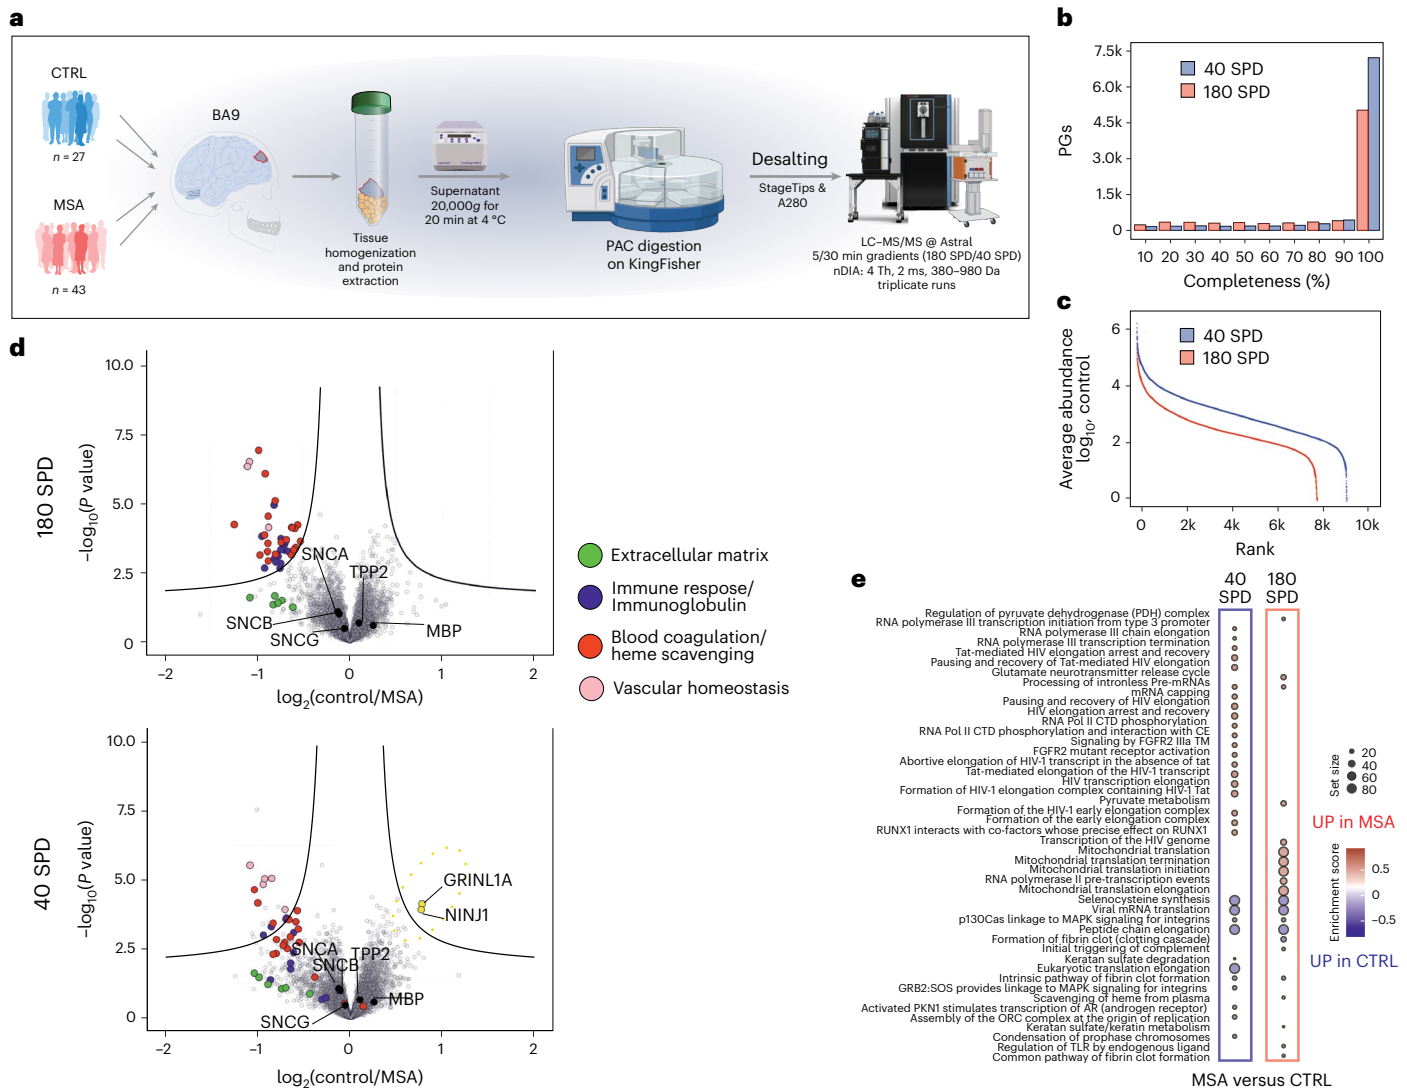 a
CTRL
n = 27
MSA
n = 43
BA9
Tissue
homogenization
and protein
extraction
Supernatant
20,000g for
20 min at 4 °C
PAC digestion
on KingFisher
Desalting
StageTips &
A280
LC–MS/MS @ Astral
5/30 min gradients (180 SPD/40 SPD)
nDIA: 4 Th, 2 ms, 380–980 Da
triplicate runs
b
7.5k
6.0k
4.5k
3.0k
1.5k
0
PGs
40 SPD
180 SPD
10 20 30 40 50 60 70 80 90 100
Completeness (%)
c
6
4
2
0
Average abundance
log10, control
40 SPD
180 SPD
0 2k 4k 6k 8k 10k
Rank
d
180 SPD
–log10(P value)
10.0
7.5
5.0
2.5
0
SNCA
TPP2
SNCB
SNCG
MBP
–2 –1 0 1 2
log2(control/MSA)
Extracellular matrix
Immune respose/
Immunoglobulin
Blood coagulation/
heme scavenging
Vascular homeostasis
40 SPD
–log10(P value)
10.0
7.5
5.0
2.5
0
GRINL1A
NINJ1
SNCA
TPP2
SNCB
MBP
SNCG
–2 –1 0 1 2
log2(control/MSA)
e
40
SPD
180
SPD
Regulation of pyruvate dehydrogenase (PDH) complex
RNA polymerase III transcription initiation from type 3 promoter
RNA polymerase III chain elongation
RNA polymerase III transcription termination
Tat-mediated HIV elongation arrest and recovery
Pausing and recovery of Tat-mediated HIV elongation
Glutamate neurotransmitter release cycle
Processing of intronless Pre-mRNAs
mRNA capping
Pausing and recovery of HIV elongation
HIV elongation arrest and recovery
RNA Pol II CTD phosphorylation
RNA Pol II CTD phosphorylation and interaction with CE
Signaling by FGFR2 IIIa TM
FGFR2 mutant receptor activation
Abortive elongation of HIV-1 transcript in the absence of tat
Tat-mediated elongation of the HIV-1 transcript
HIV transcription elongation
Formation of HIV-1 elongation complex containing HIV-1 Tat
Pyruvate metabolism
Formation of the HIV-1 early elongation complex
Formation of the early elongation complex
RUNX1 interacts with co-factors whose precise effect on RUNX1
Transcription of the HIV genome
Mitochondrial translation
Mitochondrial translation termination
Mitochondrial translation initiation
RNA polymerase II pre-transcription events
Mitochondrial translation elongation
Selenocysteine synthesis
Viral mRNA translation
p130Cas linkage to MAPK signaling for integrins
Peptide chain elongation
Formation of fibrin clot (clotting cascade)
Initial triggering of complement
Keratan sulfate degradation
Eukaryotic translation elongation
Intrinsic pathway of fibrin clot formation
GRB2:SOS provides linkage to MAPK signaling for integrins
Scavenging of heme from plasma
Activated PKN1 stimulates transcription of AR (androgen receptor)
Assembly of the ORC complex at the origin of replication
Keratan sulfate/keratin metabolism
Condensation of prophase chromosomes
Regulation of TLR by endogenous ligand
Common pathway of fibrin clot formation
MSA versus CTRL
Set size
20
40
60
80
UP in MSA
Enrichment score
0.5
0
–0.5
UP in CTRL